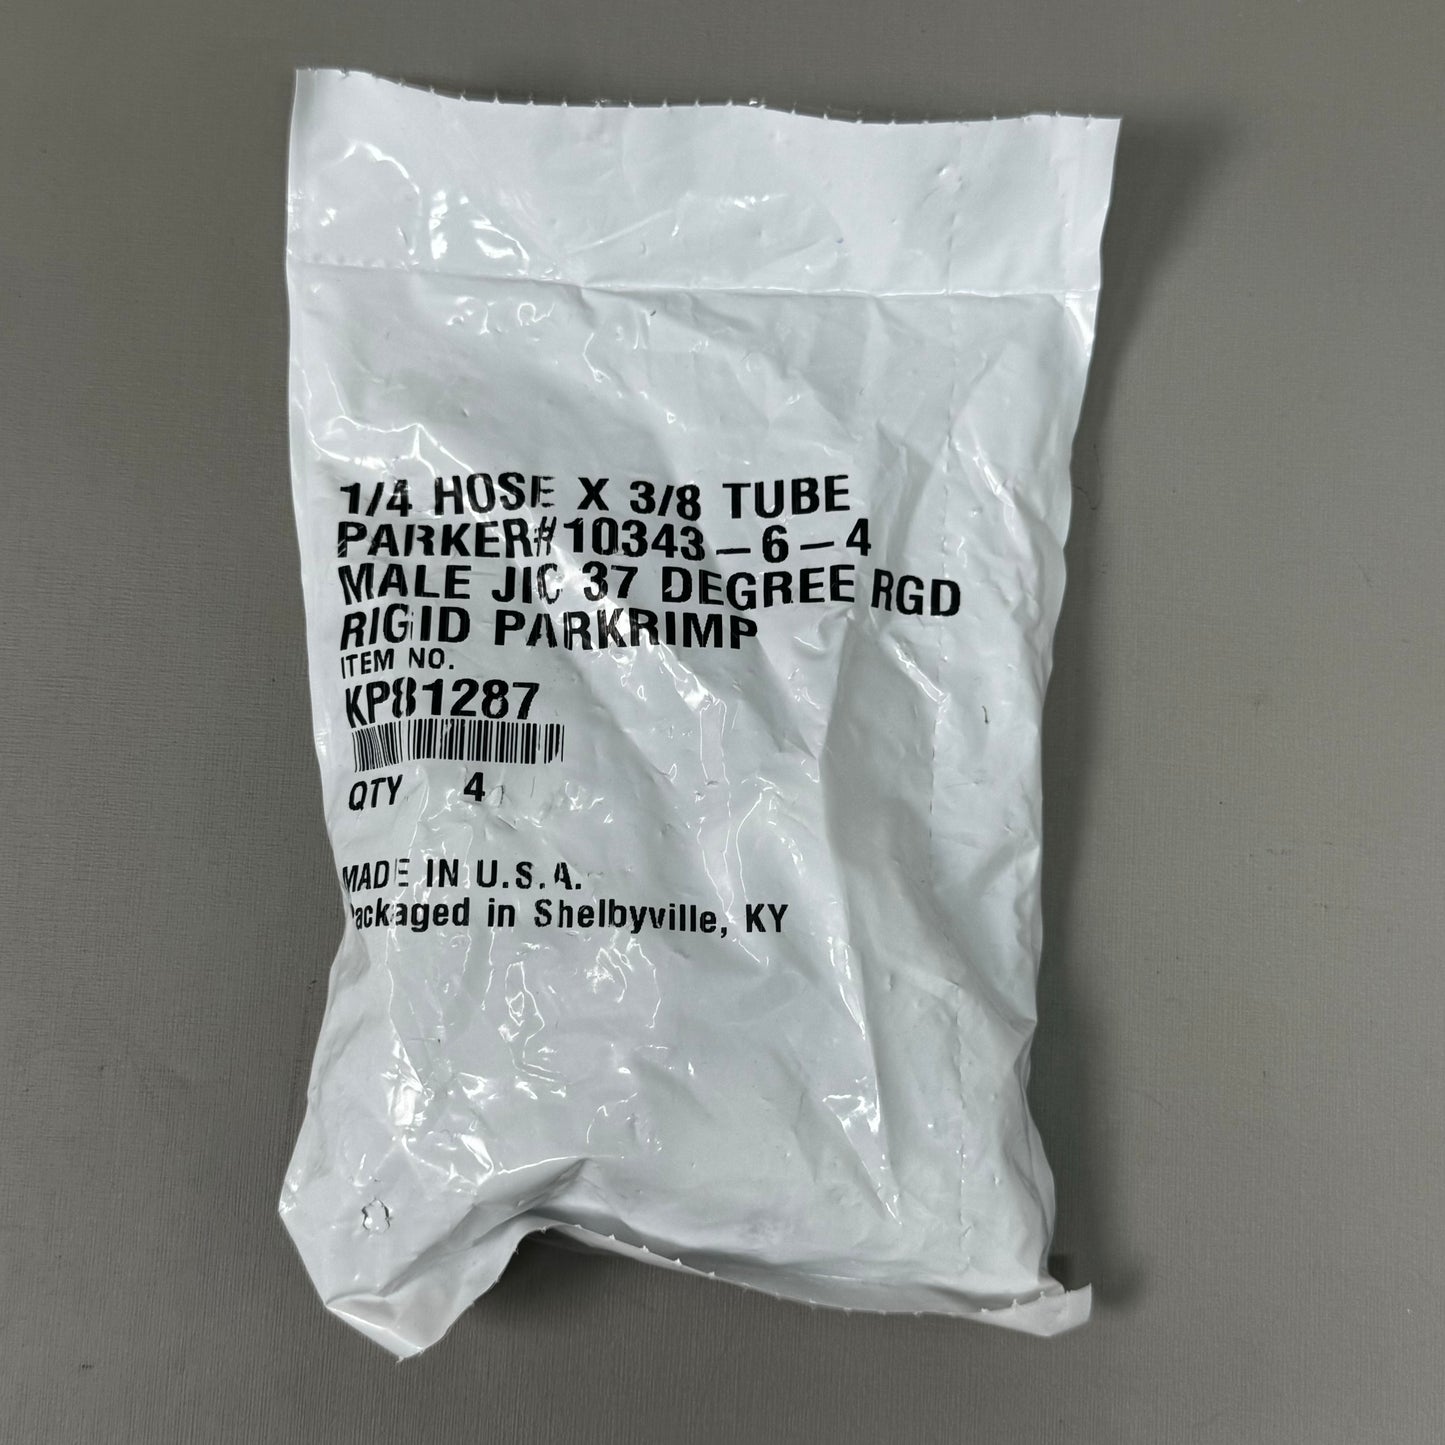 1/4 HOSE X 3/8 TUBE
PARKER#10343-6-4
MALE JIC 37 DEGREE RGD
RIGID PARKRIMP
ITEM NO.
KP81287
QTY 4
MADE IN U.S.A.
Packaged in Shelbyville, KY